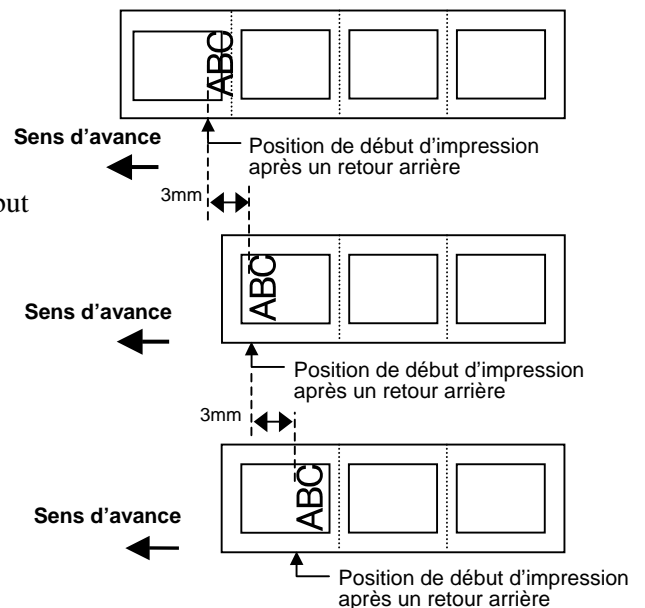 ABC
Sens d'avance
Position de début d'impression
après un retour arrière
3mm
ABC
Sens d'avance
Position de début d'impression
après un retour arrière
3mm
ABC
Sens d'avance
Position de début d'impression
après un retour arrière